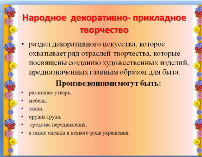 Народное декоративно- прикладное
творчество
• раздел декоративного искусства, которое
охватывает ряд отраслей творчества, которые
посвящены созданию художественных изделий,
предназначенных главным образом для быта.
Произведениями могут быть:
• различная утварь,
• мебель,
• ткани,
• орудия труда,
• средства передвижения,
• а также одежда и всякого рода украшения.